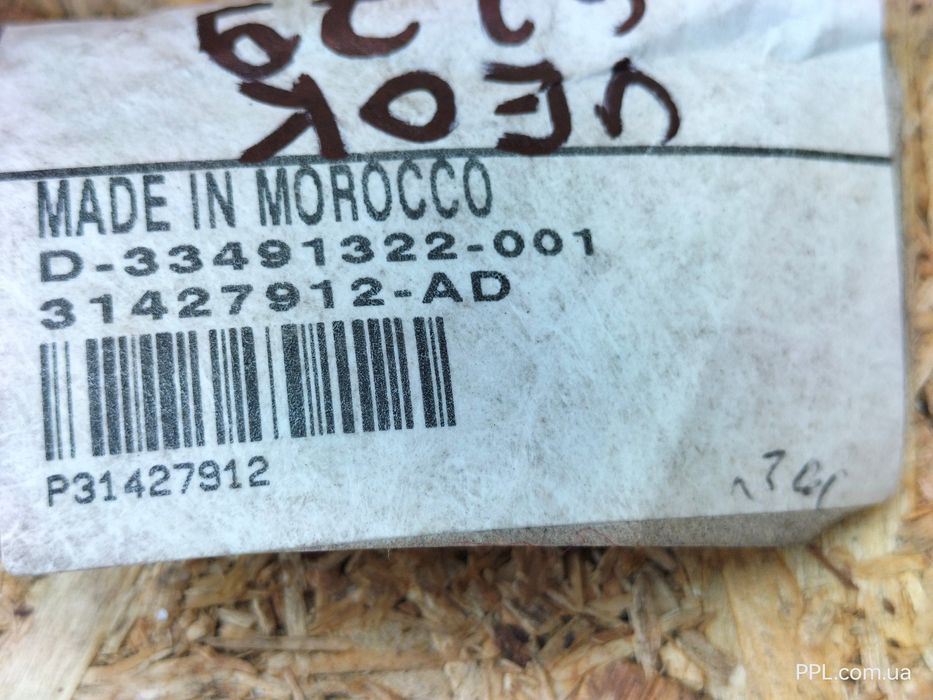 MADE IN MOROCCO
D-33491322-001
31427912-AD
P31427912
PPL.com.ua